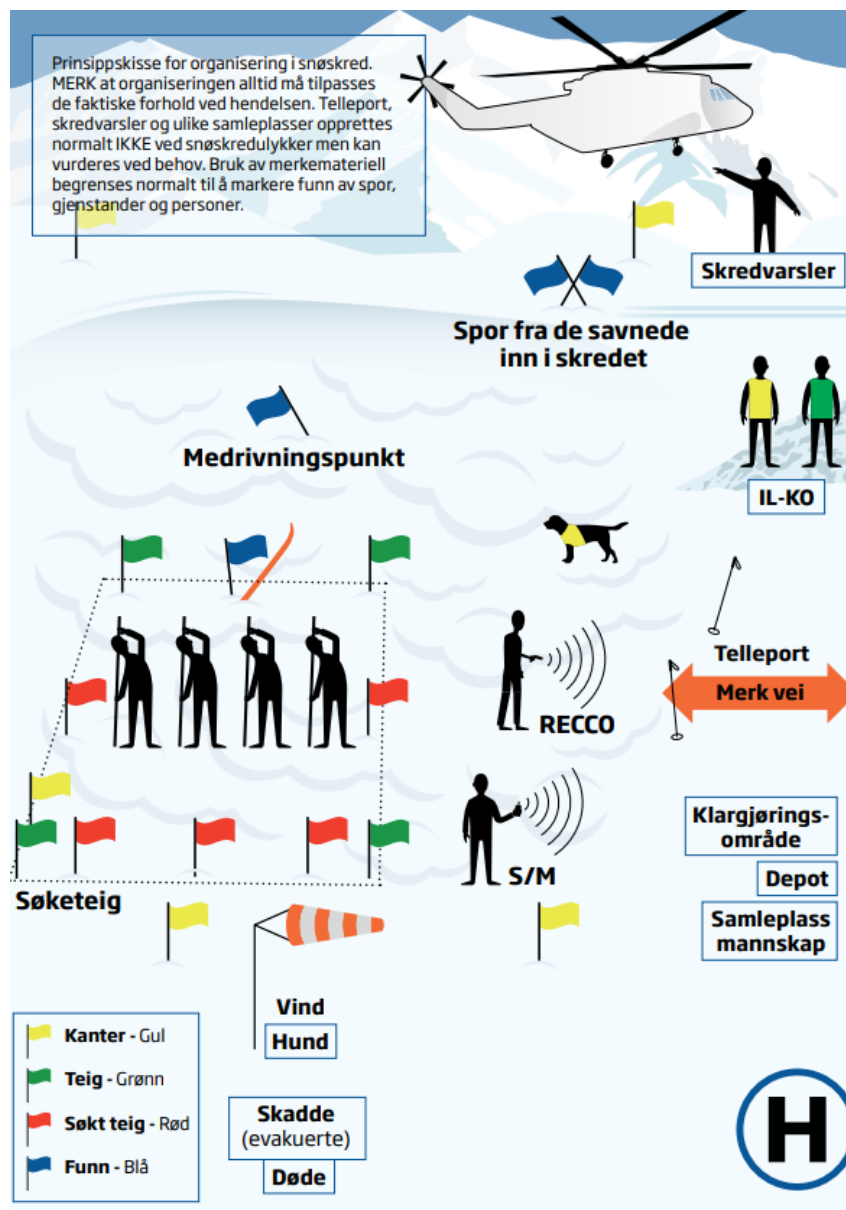 Prinsippskisse for organisering i snøskred.
MERK at organiseringen alltid må tilpasses
de faktiske forhold ved hendelsen. Telleport,
skredvarsler og ulike samleplasser opprettes
normalt IKKE ved snøskredulykker men kan
vurderes ved behov. Bruk av merkemateriell
begrenses normalt til å markere funn av spor,
gjenstander og personer.
Skredvarsler
Spor fra de savnede
inn i skredet
Medrivningspunkt
IL-KO
Telleport
Merk vei
RECCO
S/M
Klargjørings-
område
Depot
Samleplass
mannskap
Søketeig
Vind
Hund
Kanter - Gul
Teig - Grønn
Søkt teig - Rød
Funn - Blå
Skadde
(evakuerte)
Døde
H